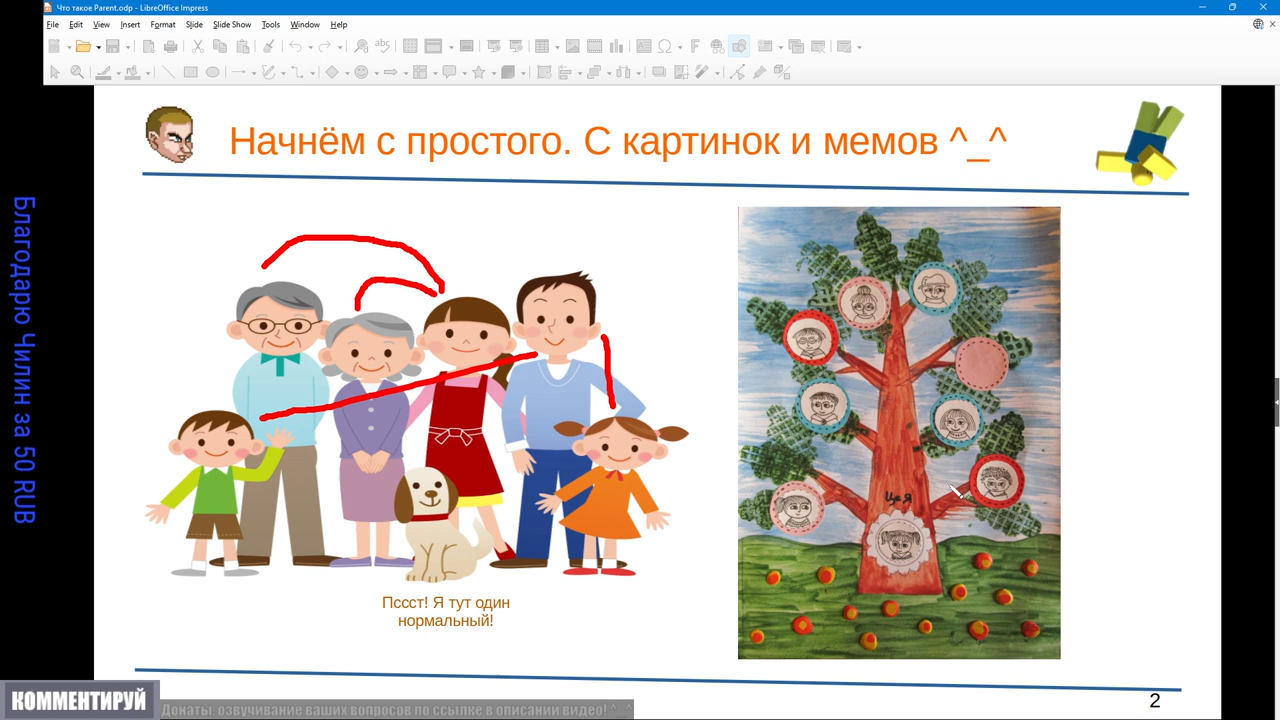 Что такое Parent.odp - LibreOffice Impress
File Edit View Insert Format Slide Slide Show Tools Window Help
Начнём с простого. С картинок и мемов ^_^
Благодарю Чилин за 50 RUB
Це Я
Пссст! Я тут один
нормальный!
2
КОММЕНТИРУЙ
Донаты, озвучивание ваших вопросов по ссылке в описании видео! ^_^